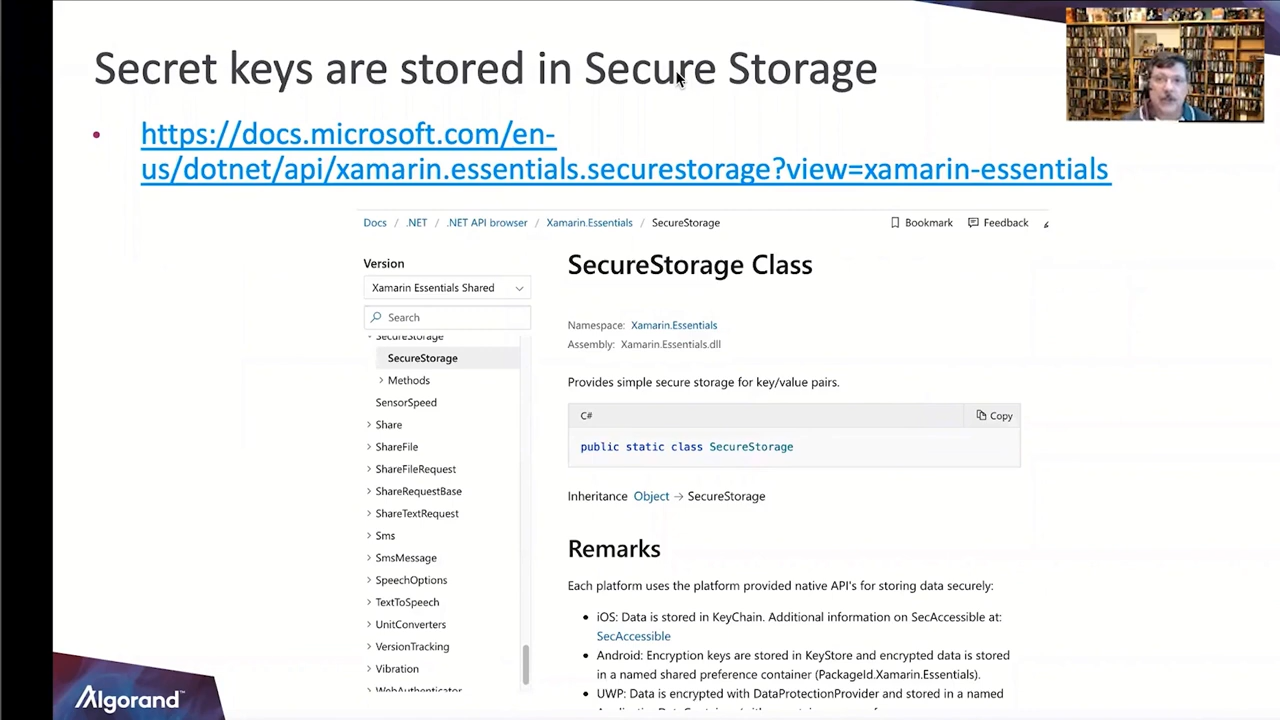 Secret keys are stored in Secure Storage
• https://docs.microsoft.com/en-
us/dotnet/api/xamarin.essentials.securestorage?view=xamarin-essentials
Docs / .NET / .NET API browser / Xamarin.Essentials / SecureStorage
Bookmark
Feedback
Version
Xamarin Essentials Shared
Search
SecureStorage
SecureStorage
Methods
SensorSpeed
Share
ShareFile
ShareFileRequest
ShareRequestBase
ShareTextRequest
Sms
SmsMessage
SpeechOptions
TextToSpeech
UnitConverters
VersionTracking
Vibration
WebAuthenticator
SecureStorage Class
Namespace: Xamarin.Essentials
Assembly: Xamarin.Essentials.dll
Provides simple secure storage for key/value pairs.
C#
Copy
public static class SecureStorage
Inheritance Object → SecureStorage
Remarks
Each platform uses the platform provided native API's for storing data securely:
• iOS: Data is stored in KeyChain. Additional information on SecAccessible at:
SecAccessible
• Android: Encryption keys are stored in KeyStore and encrypted data is stored
in a named shared preference container (PackageId.Xamarin.Essentials).
• UWP: Data is encrypted with DataProtectionProvider and stored in a named
Algorand